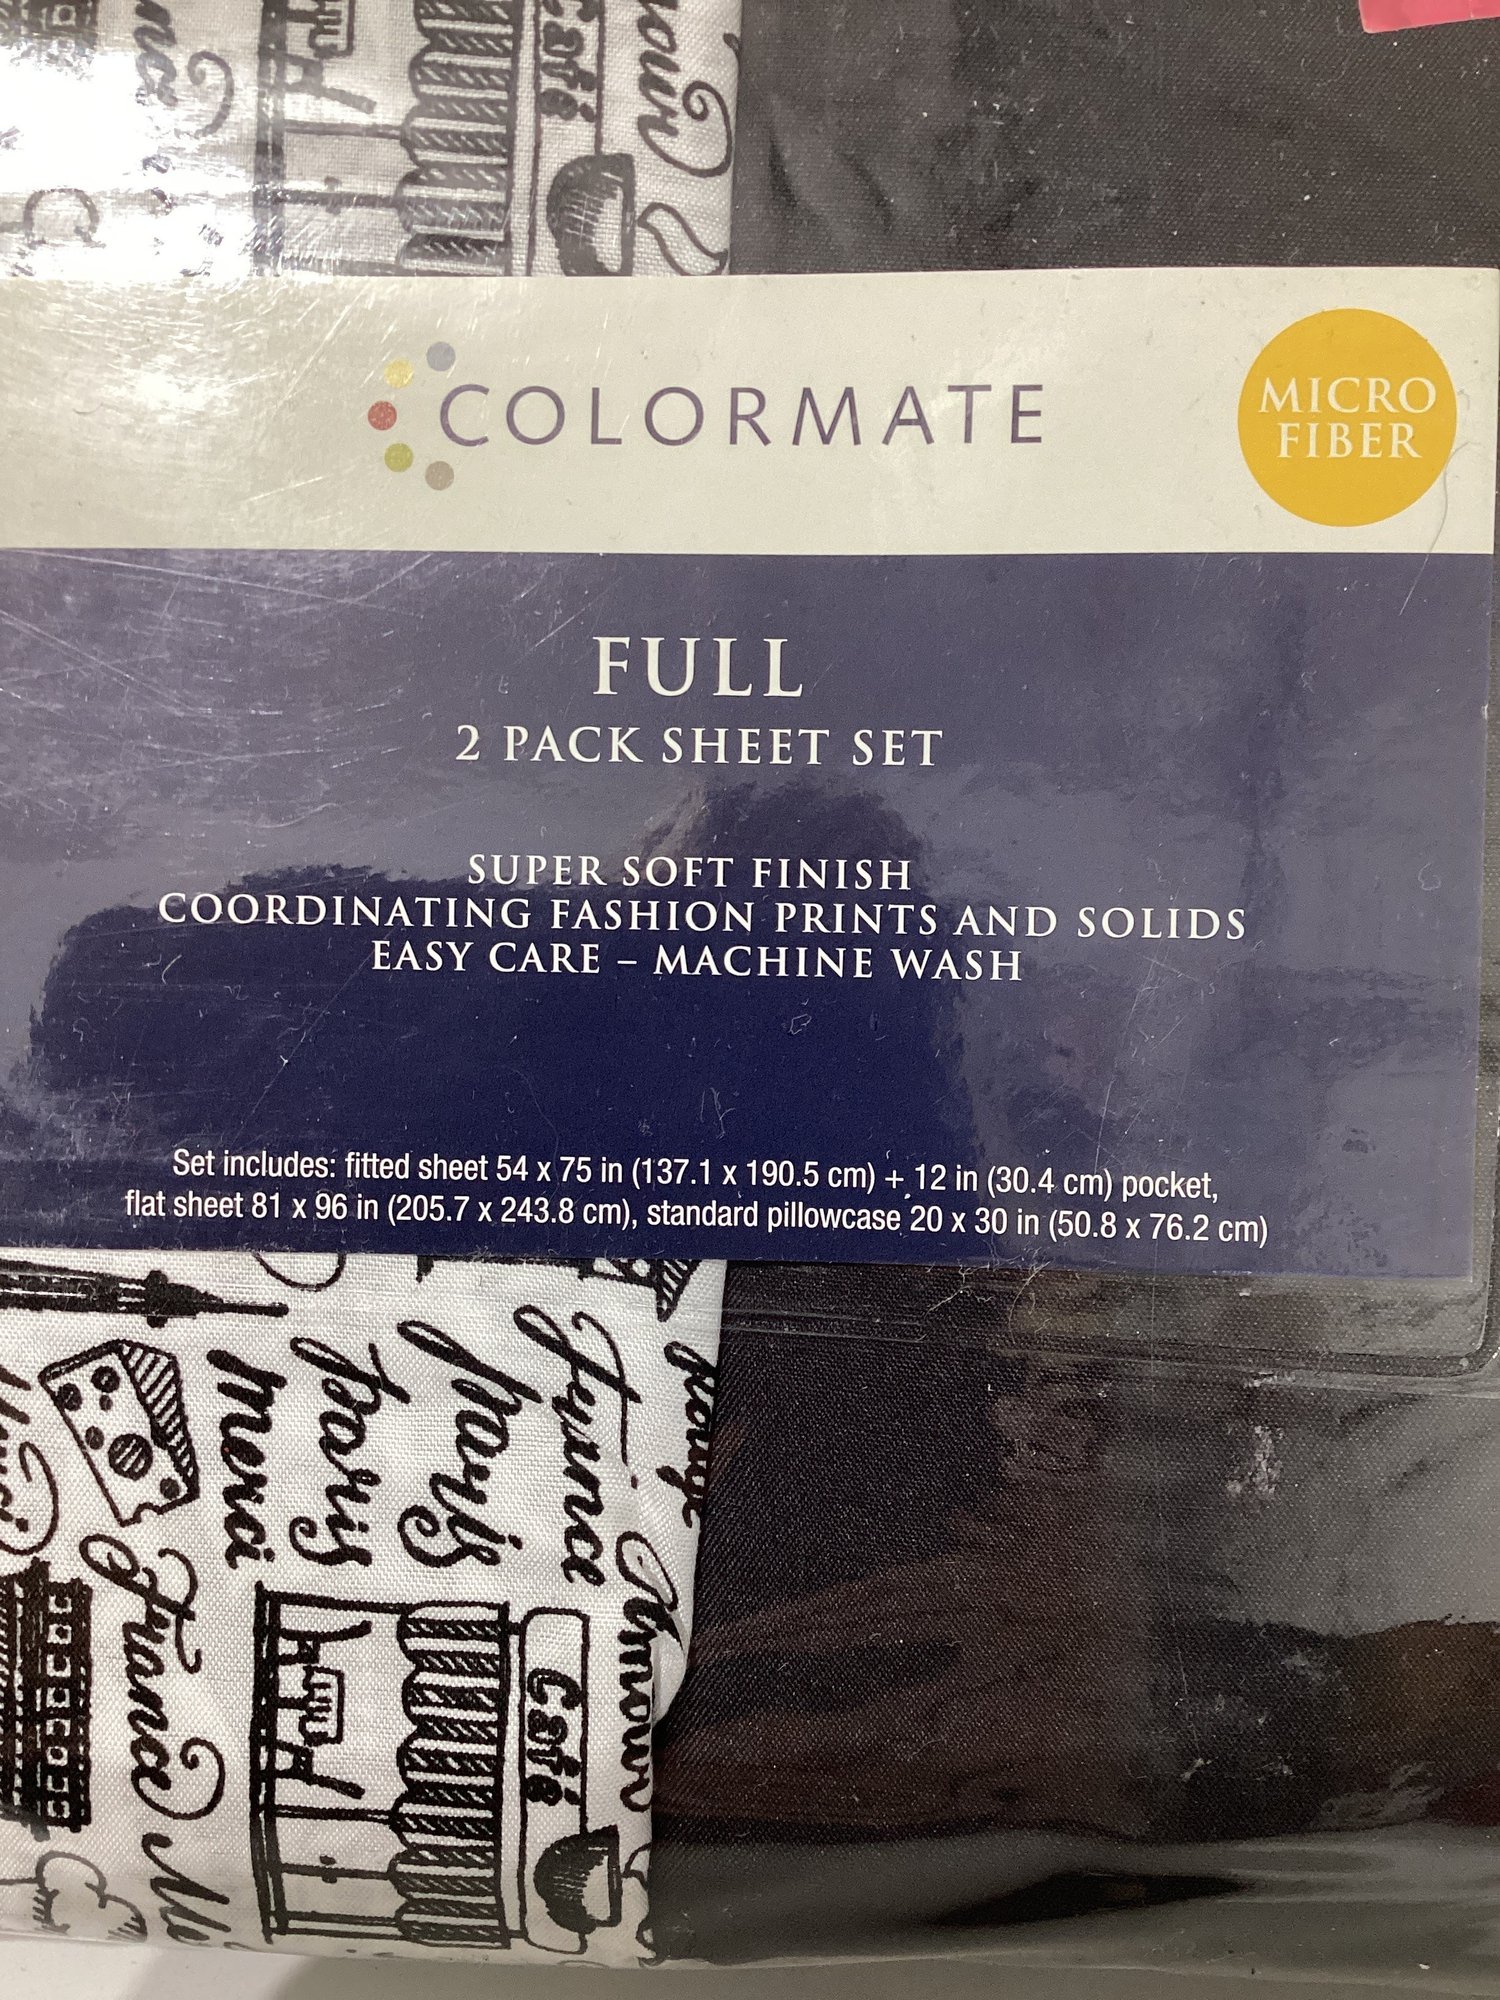 Café
COLORMATE
MICRO
FIBER
FULL
2 PACK SHEET SET
SUPER SOFT FINISH
COORDINATING FASHION PRINTS AND SOLIDS
EASY CARE – MACHINE WASH
Set includes: fitted sheet 54 x 75 in (137.1 x 190.5 cm) + 12 in (30.4 cm) pocket,
flat sheet 81 x 96 in (205.7 x 243.8 cm), standard pillowcase 20 x 30 in (50.8 x 76.2 cm)
France
paris
paris
merci
Amour
Café
France